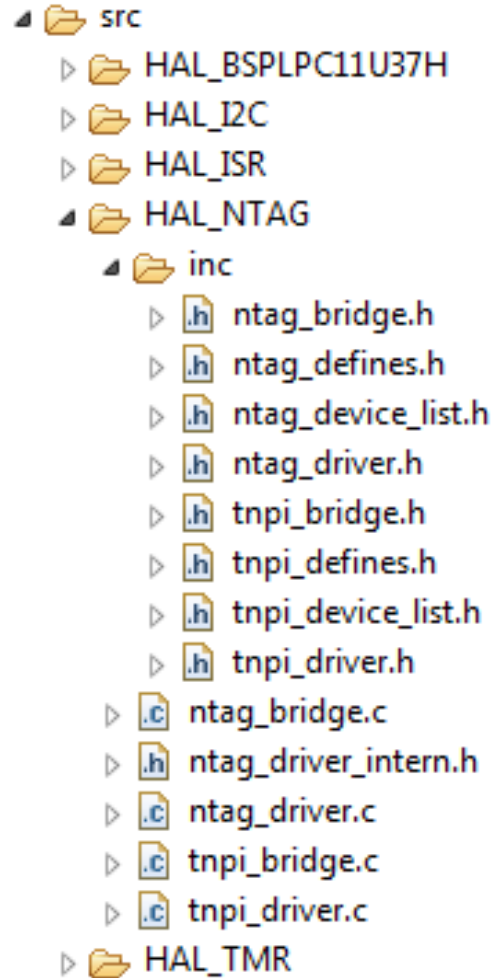 src
HAL_BSPLPC11U37H
HAL_I2C
HAL_ISR
HAL_NTAG
inc
.h ntag_bridge.h
.h ntag_defines.h
.h ntag_device_list.h
.h ntag_driver.h
.h tnpi_bridge.h
.h tnpi_defines.h
.h tnpi_device_list.h
.h tnpi_driver.h
.c ntag_bridge.c
.h ntag_driver_intern.h
.c ntag_driver.c
.c tnpi_bridge.c
.c tnpi_driver.c
HAL_TMR